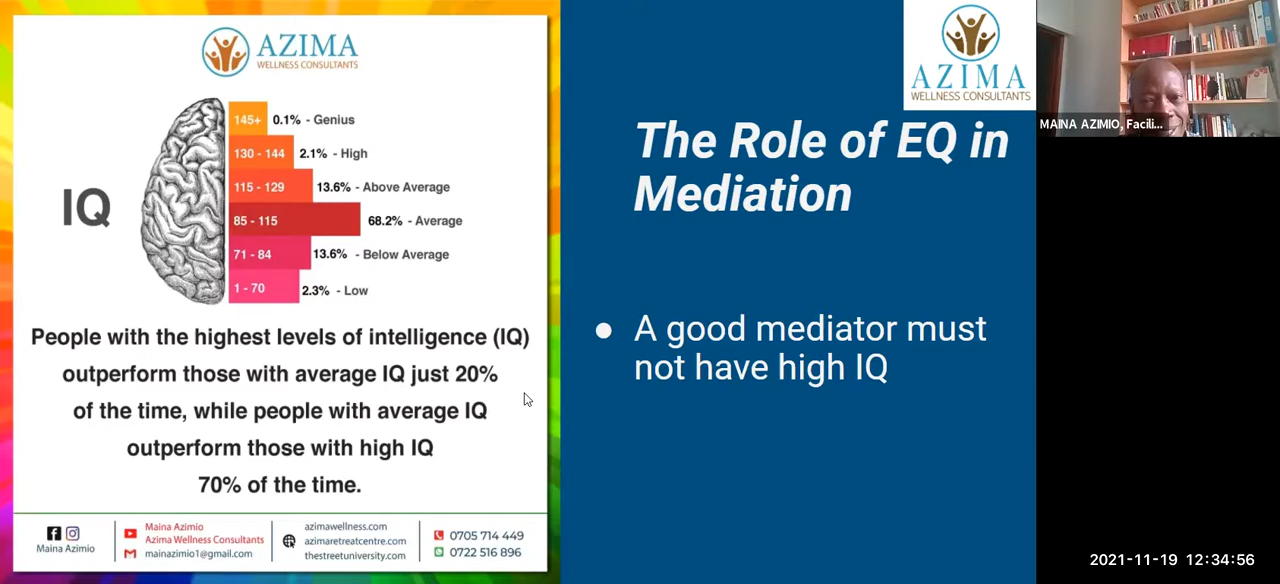 AZIMA
WELLNESS CONSULTANTS
IQ
145+ 0.1% - Genius
130 - 144 2.1% - High
115 - 129 13.6% - Above Average
85 - 115 68.2% - Average
71 - 84 13.6% - Below Average
1 - 70 2.3% - Low
People with the highest levels of intelligence (IQ)
outperform those with average IQ just 20%
of the time, while people with average IQ
outperform those with high IQ
70% of the time.
Maina Azimio
Maina Azimio
Azima Wellness Consultants
mainazimio1@gmail.com
azimawellness.com
azimaretreatcentre.com
thestreetuniversity.com
0705 714 449
0722 516 896
AZIMA
WELLNESS CONSULTANTS
The Role of EQ in
Mediation
● A good mediator must
not have high IQ
MAINA AZIMIO, Facili...
2021-11-19 12:34:56